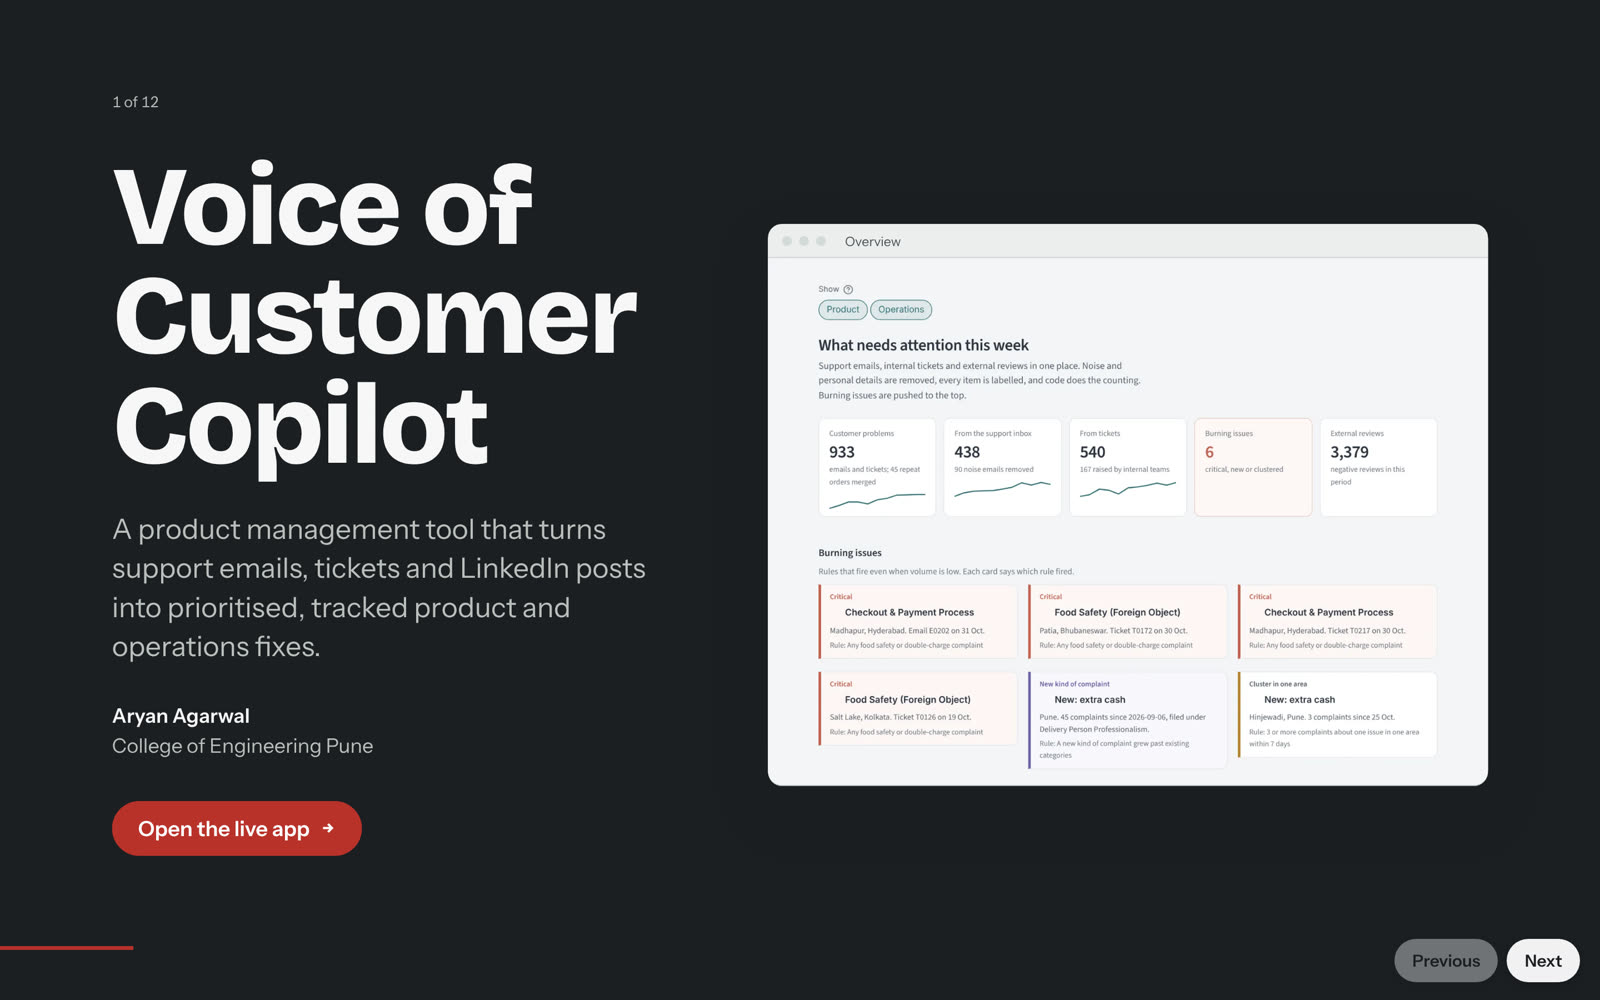 1 of 12
Voice of
Customer
Copilot
A product management tool that turns
support emails, tickets and LinkedIn posts
into prioritised, tracked product and
operations fixes.
Aryan Agarwal
College of Engineering Pune
Open the live app →
Overview
Show ?
Product Operations
What needs attention this week
Support emails, internal tickets and external reviews in one place. Noise and
personal details are removed, every item is labelled, and code does the counting.
Burning issues are pushed to the top.
Customer problems
933
emails and tickets; 45 repeat
orders merged
From the support inbox
438
90 noise emails removed
From tickets
540
167 raised by internal teams
Burning issues
6
critical, new or clustered
External reviews
3,379
negative reviews in this
period
Burning issues
Rules that fire even when volume is low. Each card says which rule fired.
Critical
Checkout & Payment Process
Madhapur, Hyderabad. Email E0202 on 31 Oct.
Rule: Any food safety or double-charge complaint
Critical
Food Safety (Foreign Object)
Patia, Bhubaneswar. Ticket T0172 on 30 Oct.
Rule: Any food safety or double-charge complaint
Critical
Checkout & Payment Process
Madhapur, Hyderabad. Ticket T0217 on 30 Oct.
Rule: Any food safety or double-charge complaint
Critical
Food Safety (Foreign Object)
Salt Lake, Kolkata. Ticket T0126 on 19 Oct.
Rule: Any food safety or double-charge complaint
New kind of complaint
New: extra cash
Pune. 45 complaints since 2026-09-06, filed under
Delivery Person Professionalism.
Rule: A new kind of complaint grew past existing
categories
Cluster in one area
New: extra cash
Hinjewadi, Pune. 3 complaints since 25 Oct.
Rule: 3 or more complaints about one issue in one area
within 7 days
Previous Next